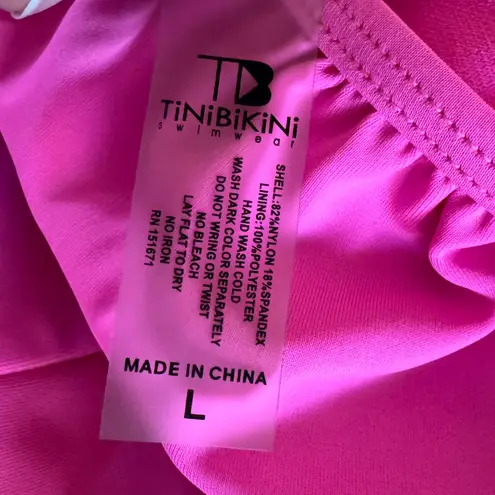 TB
TiNiBiKiNi
swimwear
SHELL:82%NYLON 18%SPANDEX
LINING:100%POLYESTER
HAND WASH COLD
WASH DARK COLOR SEPARATELY
DO NOT WRING OR TWIST
NO BLEACH
LAY FLAT TO DRY
NO IRON
RN 151671
MADE IN CHINA
L